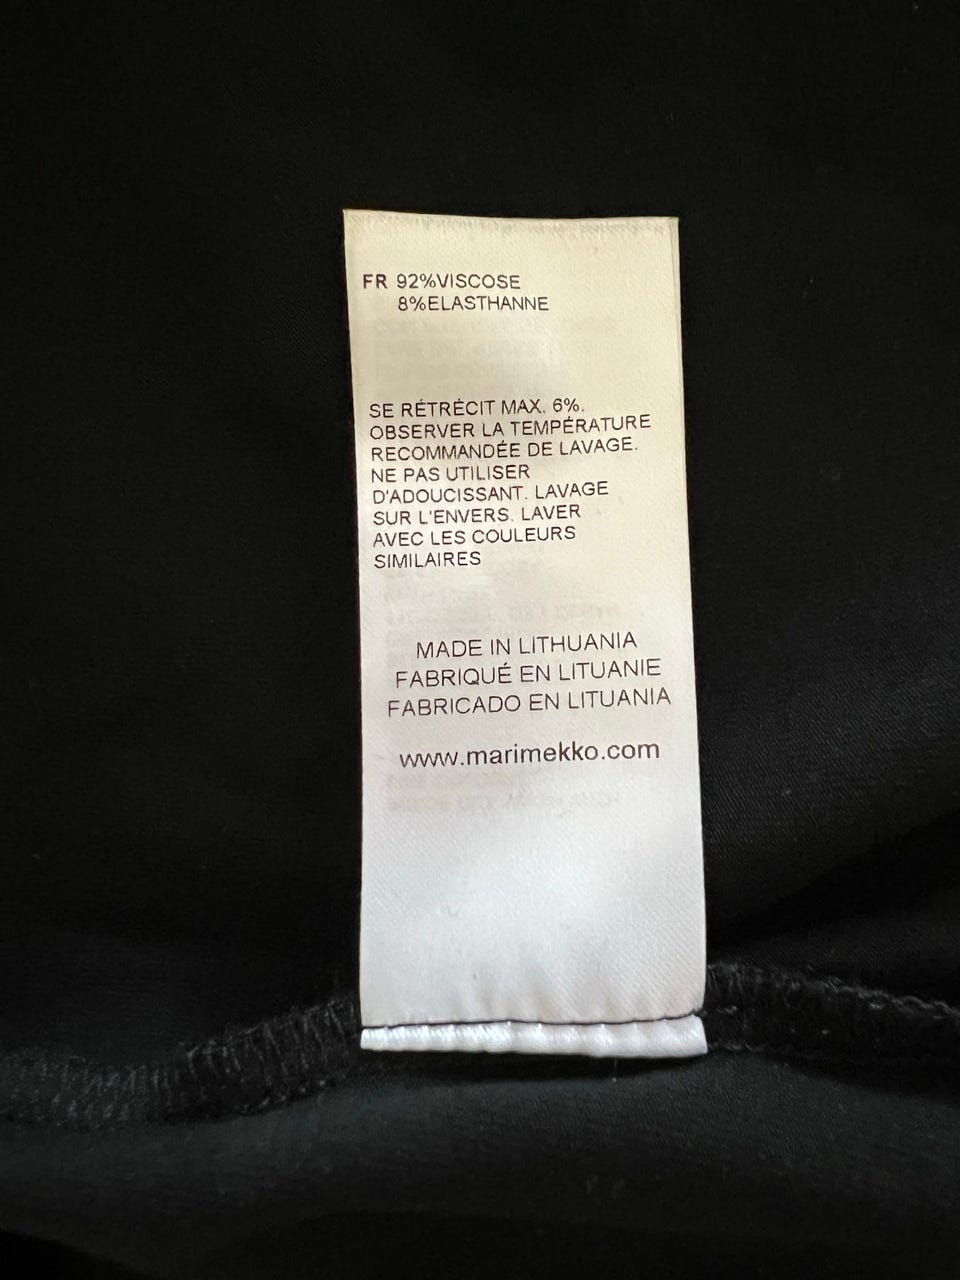 FR 92%VISCOSE
8%ELASTHANNE
SE RÉTRÉCIT MAX. 6%.
OBSERVER LA TEMPÉRATURE
RECOMMANDÉE DE LAVAGE.
NE PAS UTILISER
D'ADOUCISSANT. LAVAGE
SUR L'ENVERS. LAVER
AVEC LES COULEURS
SIMILAIRES
MADE IN LITHUANIA
FABRIQUÉ EN LITUANIE
FABRICADO EN LITUANIA
www.marimekko.com